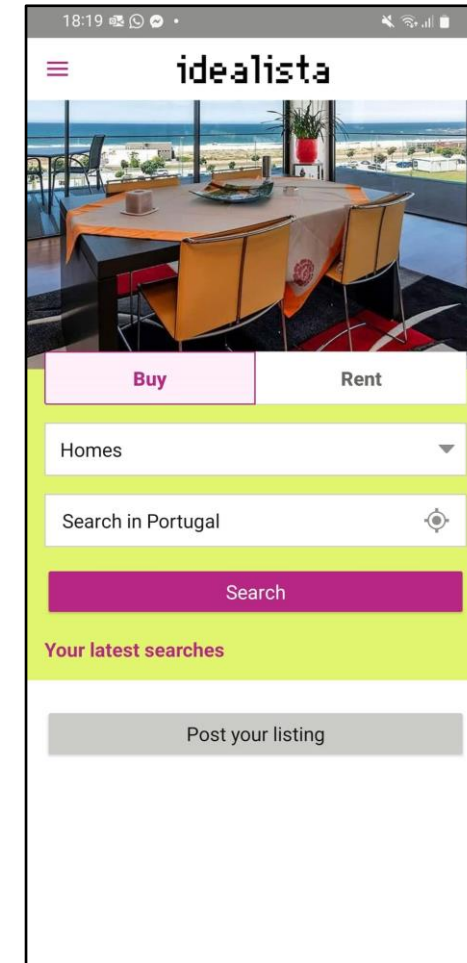 18:19
idealista
Buy
Rent
Homes
Search in Portugal
Search
Your latest searches
Post your listing